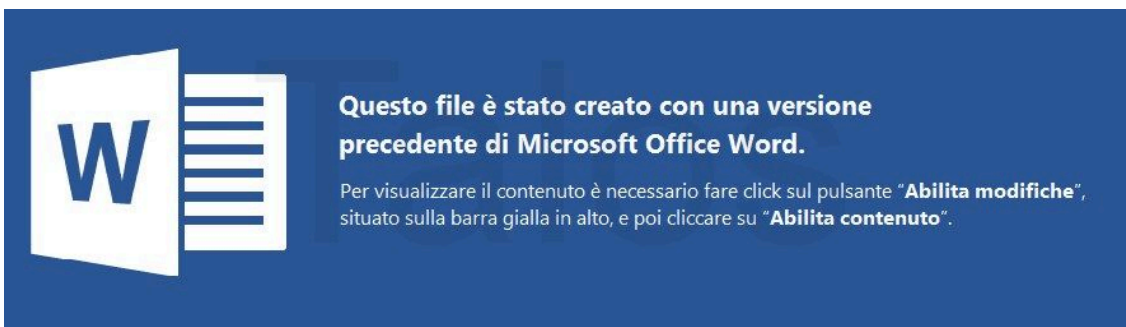 W
Questo file è stato creato con una versione
precedente di Microsoft Office Word.
Per visualizzare il contenuto è necessario fare click sul pulsante “Abilita modifiche”,
situato sulla barra gialla in alto, e poi cliccare su “Abilita contenuto”.
Talos